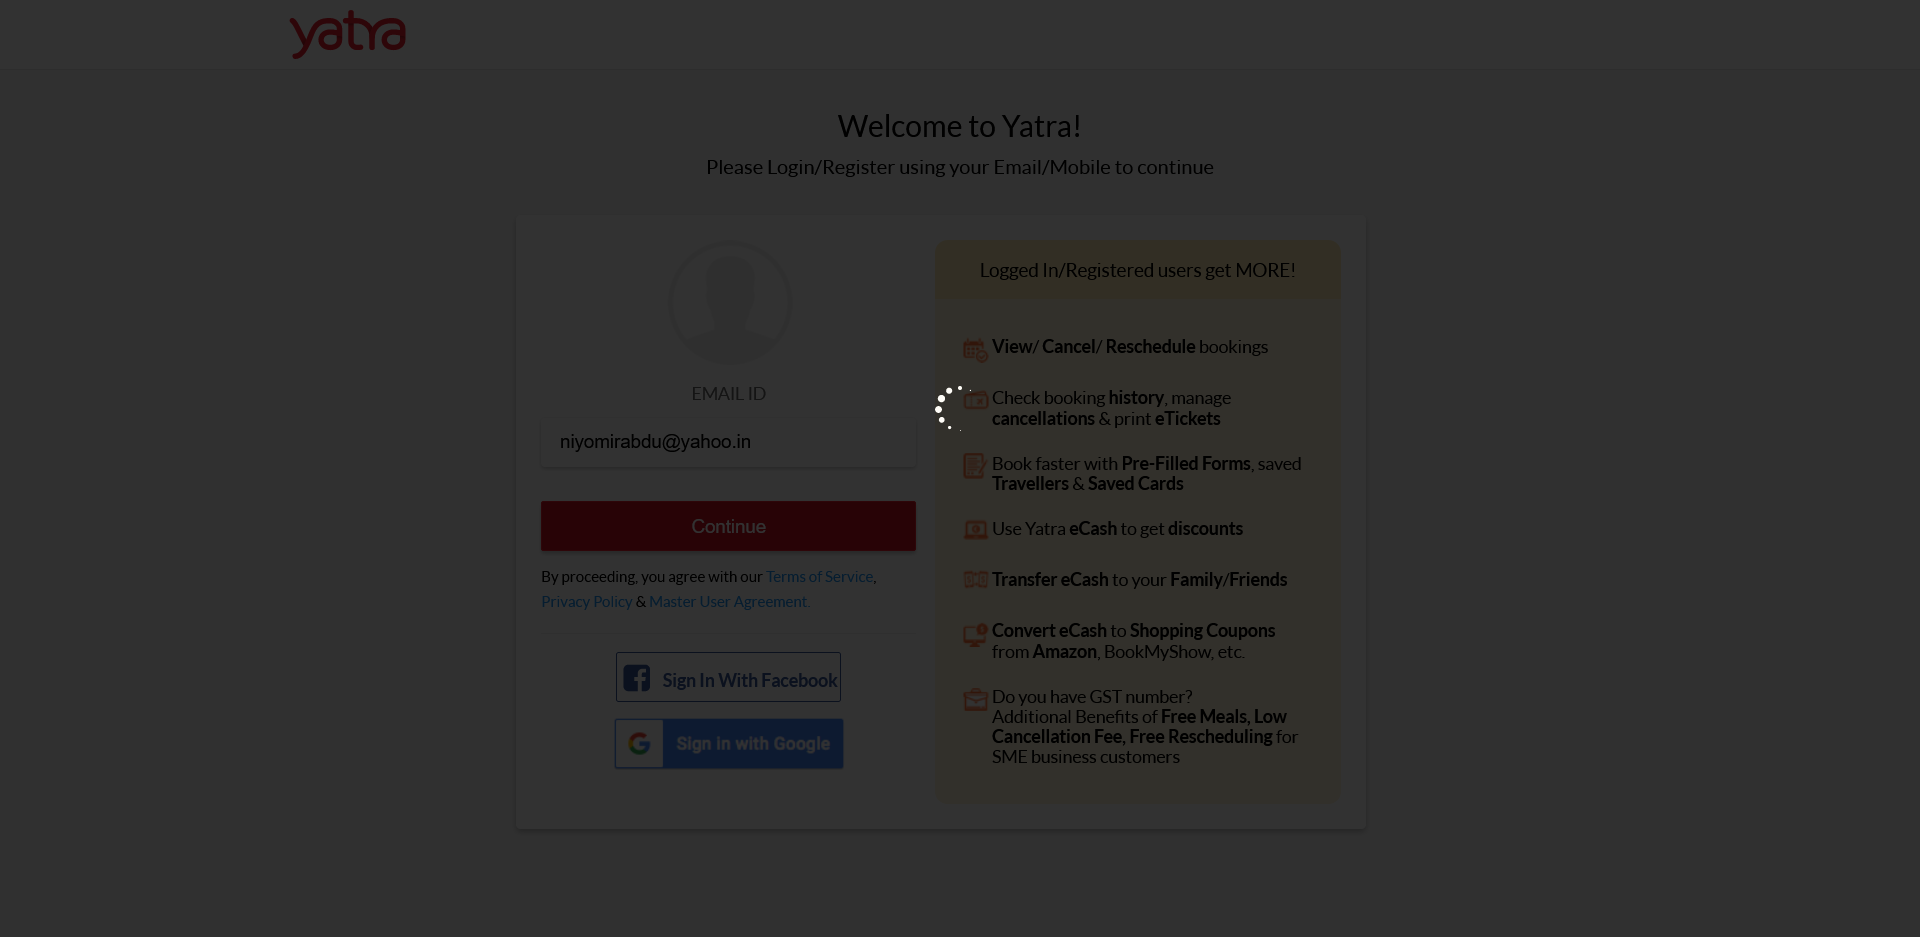 yatra
Welcome to Yatra!
Please Login/Register using your Email/Mobile to continue
EMAIL ID
niyomirabdu@yahoo.in
Continue
By proceeding, you agree with our Terms of Service,
Privacy Policy & Master User Agreement.
Sign In With Facebook
Sign in with Google
Logged In/Registered users get MORE!
View/ Cancel/ Reschedule bookings
Check booking history, manage
cancellations & print eTickets
Book faster with Pre-Filled Forms, saved
Travellers & Saved Cards
Use Yatra eCash to get discounts
Transfer eCash to your Family/Friends
Convert eCash to Shopping Coupons
from Amazon, BookMyShow, etc.
Do you have GST number?
Additional Benefits of Free Meals, Low
Cancellation Fee, Free Rescheduling for
SME business customers